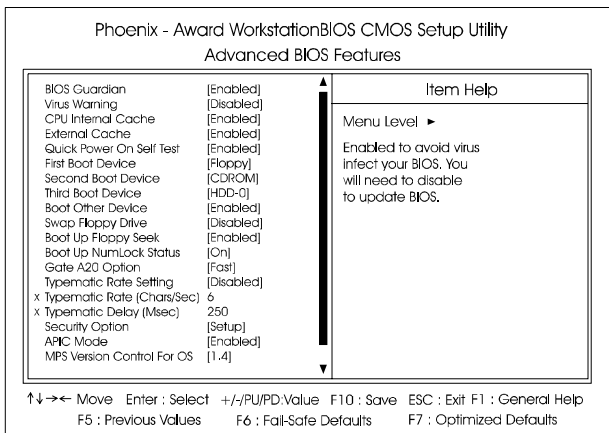 Phoenix - Award WorkstationBIOS CMOS Setup Utility
Advanced BIOS Features
BIOS Guardian [Enabled]
Virus Warning [Disabled]
CPU Internal Cache [Enabled]
External Cache [Enabled]
Quick Power On Self Test [Enabled]
First Boot Device [Floppy]
Second Boot Device [CDROM]
Third Boot Device [HDD-0]
Boot Other Device [Enabled]
Swap Floppy Drive [Disabled]
Boot Up Floppy Seek [Enabled]
Boot Up NumLock Status [On]
Gate A20 Option [Fast]
Typematic Rate Setting [Disabled]
x Typematic Rate (Chars/Sec) 6
x Typematic Delay (Msec) 250
Security Option [Setup]
APIC Mode [Enabled]
MPS Version Control For OS [1.4]
Item Help
Menu Level ►
Enabled to avoid virus
infect your BIOS. You
will need to disable
to update BIOS.
↑↓→← Move Enter : Select +/-/PU/PD:Value F10 : Save ESC : Exit F1 : General Help
F5 : Previous Values F6 : Fail-Safe Defaults F7 : Optimized Defaults